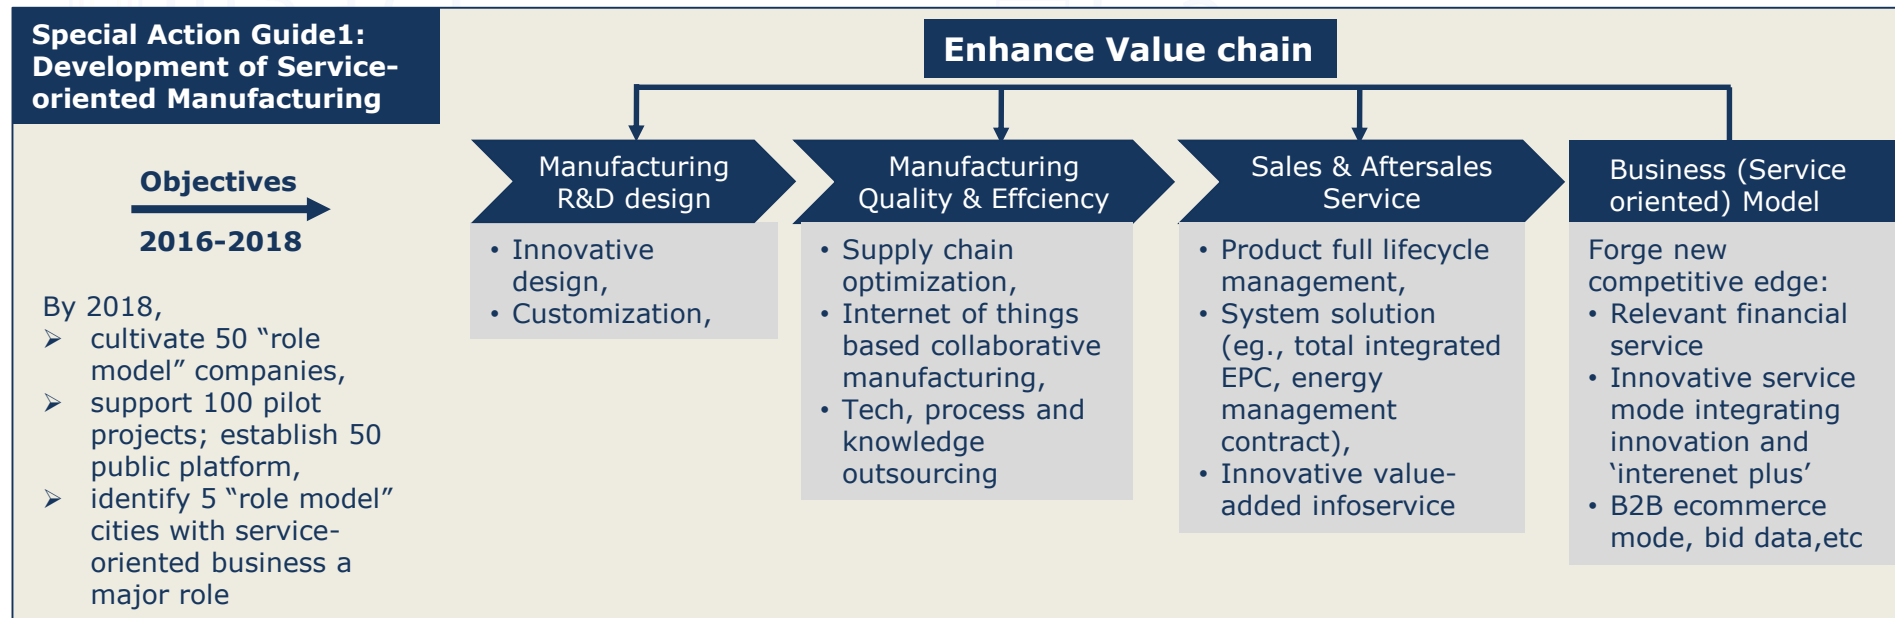 Special Action Guide1:
Development of Service-
oriented Manufacturing
Objectives
2016-2018
By 2018,
➢ cultivate 50 “role
model” companies,
➢ support 100 pilot
projects; establish 50
public platform,
➢ identify 5 “role model”
cities with service-
oriented business a
major role
Enhance Value chain
Manufacturing
R&D design
• Innovative
design,
• Customization,
Manufacturing
Quality & Effciency
• Supply chain
optimization,
• Internet of things
based collaborative
manufacturing,
• Tech, process and
knowledge
outsourcing
Sales & Aftersales
Service
• Product full lifecycle
management,
• System solution
(eg., total integrated
EPC, energy
management
contract),
• Innovative value-
added infoservice
Business (Service
oriented) Model
Forge new
competitive edge:
• Relevant financial
service
• Innovative service
mode integrating
innovation and
‘interenet plus’
• B2B ecommerce
mode, bid data,etc